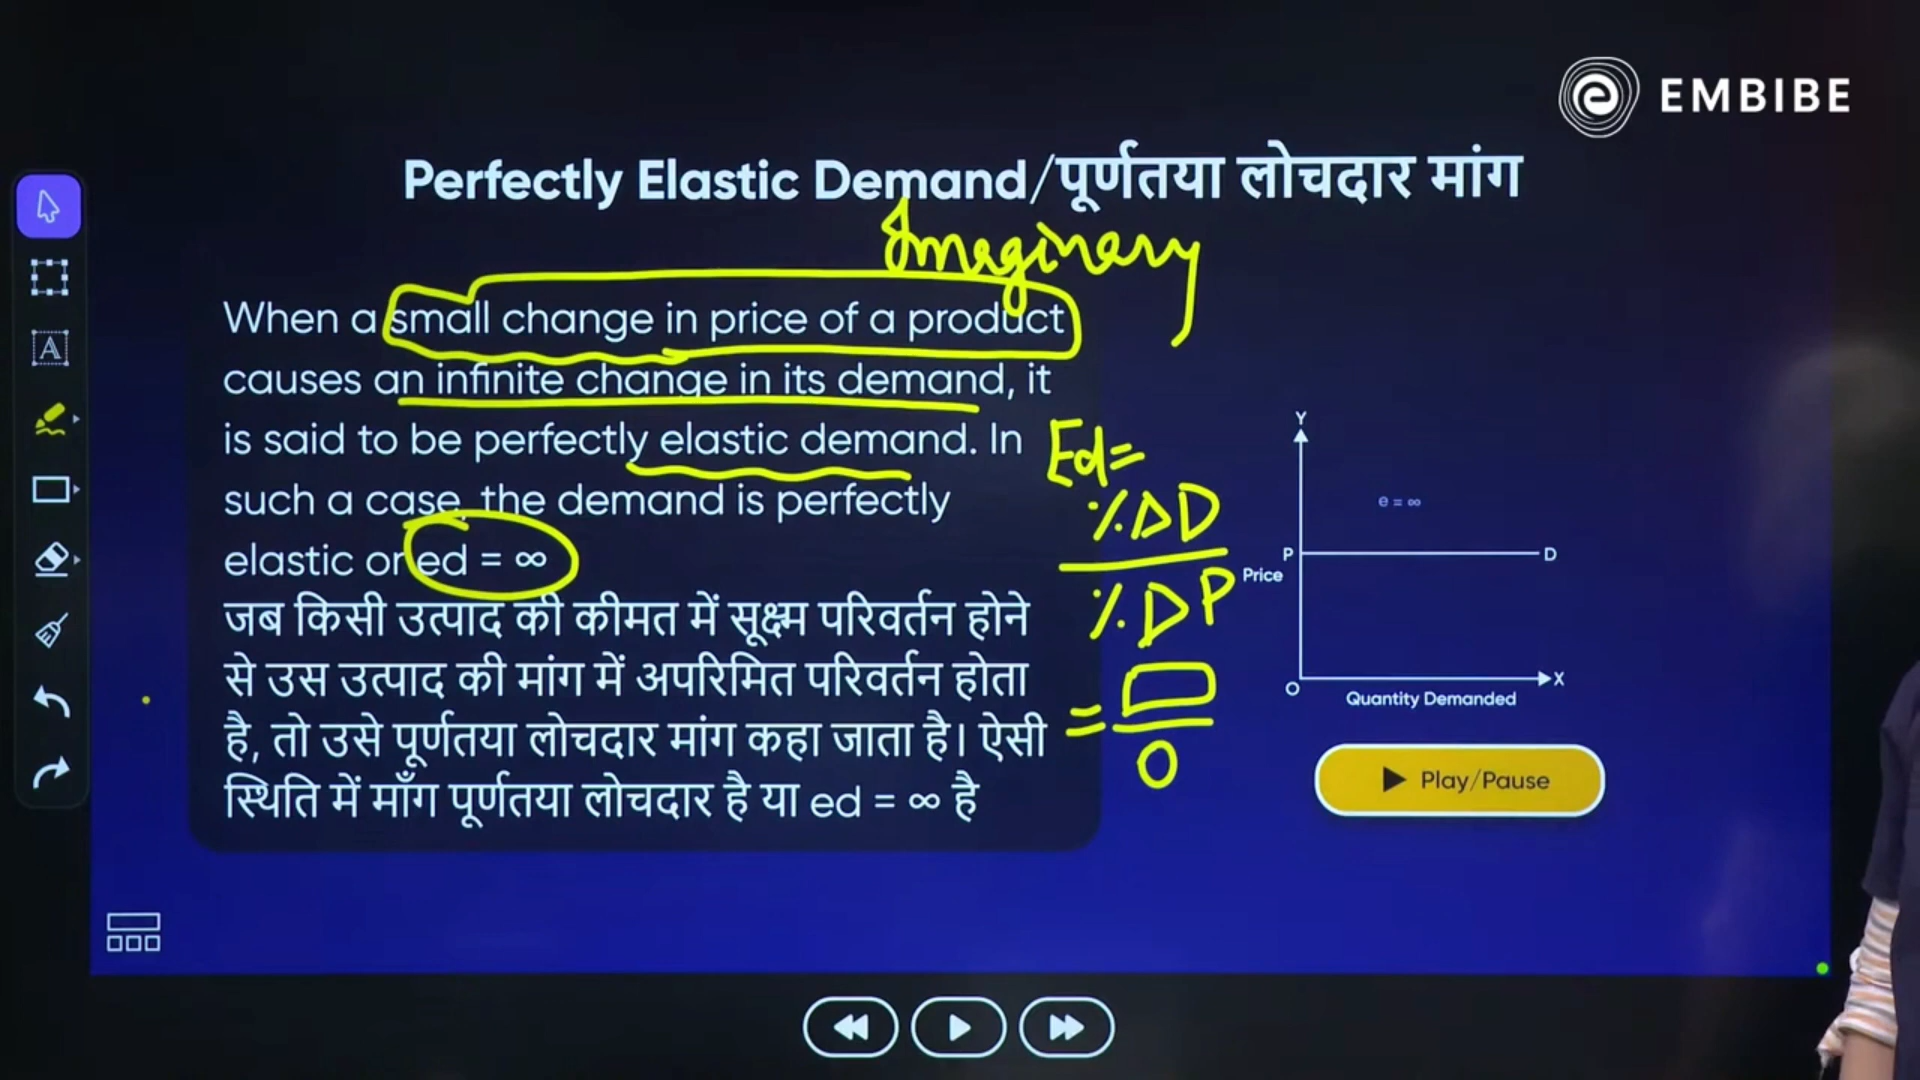 EMBIBE
Perfectly Elastic Demand/पूर्णतया लोचदार मांग
Imaginary
When a small change in price of a product
causes an infinite change in its demand, it
is said to be perfectly elastic demand. In
such a case, the demand is perfectly
elastic or ed = ∞
जब किसी उत्पाद की कीमत में सूक्ष्म परिवर्तन होने
से उस उत्पाद की मांग में अपरिमित परिवर्तन होता
है, तो उसे पूर्णतया लोचदार मांग कहा जाता है। ऐसी
स्थिति में माँग पूर्णतया लोचदार है या ed = ∞ है
Ed=
%ΔD
%ΔP
=
0
Y
e = ∞
P
D
Price
O
X
Quantity Demanded
Play/Pause